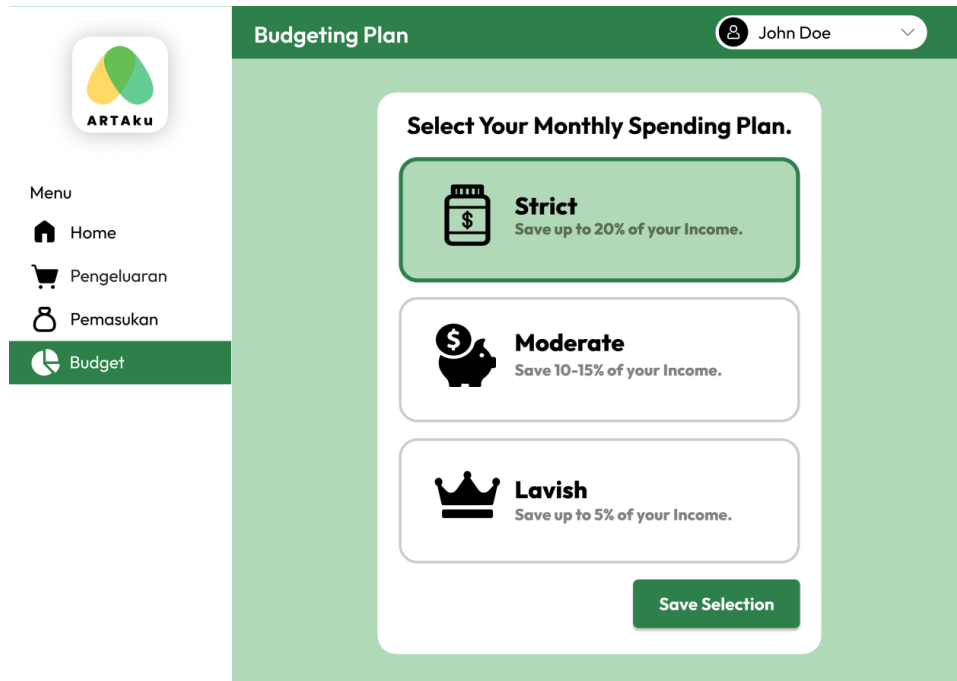 ARTAku
Menu
Home
Pengeluaran
Pemasukan
Budget
Budgeting Plan
John Doe
Select Your Monthly Spending Plan.
$
Strict
Save up to 20% of your Income.
$
Moderate
Save 10-15% of your Income.
Lavish
Save up to 5% of your Income.
Save Selection